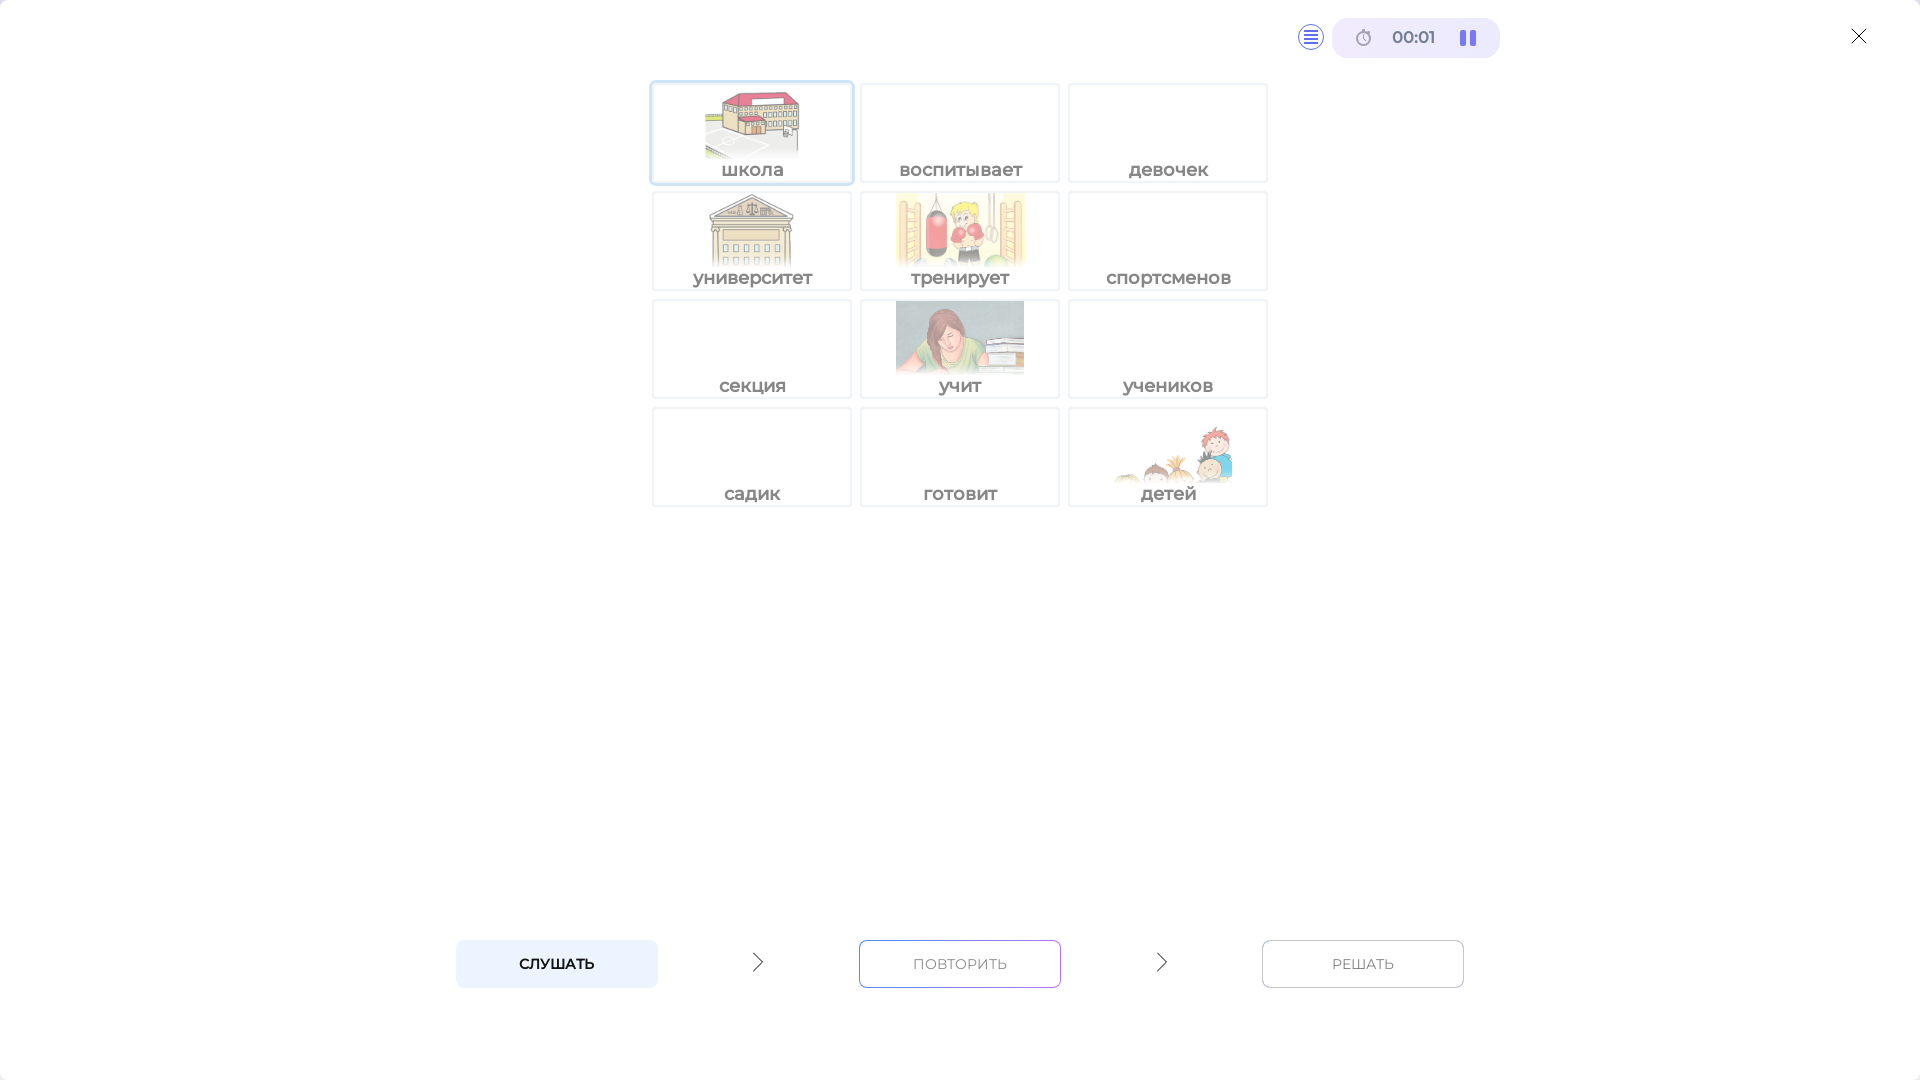 00:01
школа
воспитывает
девочек
университет
тренирует
спортсменов
секция
учит
учеников
садик
готовит
детей
СЛУШАТЬ
ПОВТОРИТЬ
РЕШАТЬ